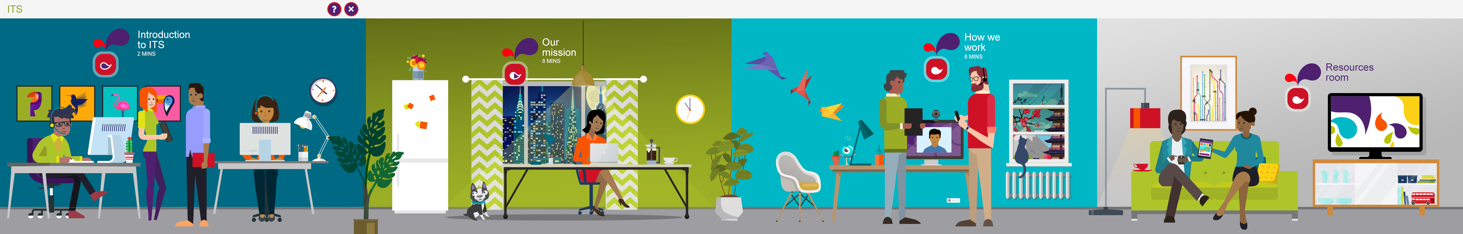 ITS
?
Introduction
to ITS
2 MINS
Our
mission
8 MINS
How we
work
8 MINS
Resources
room